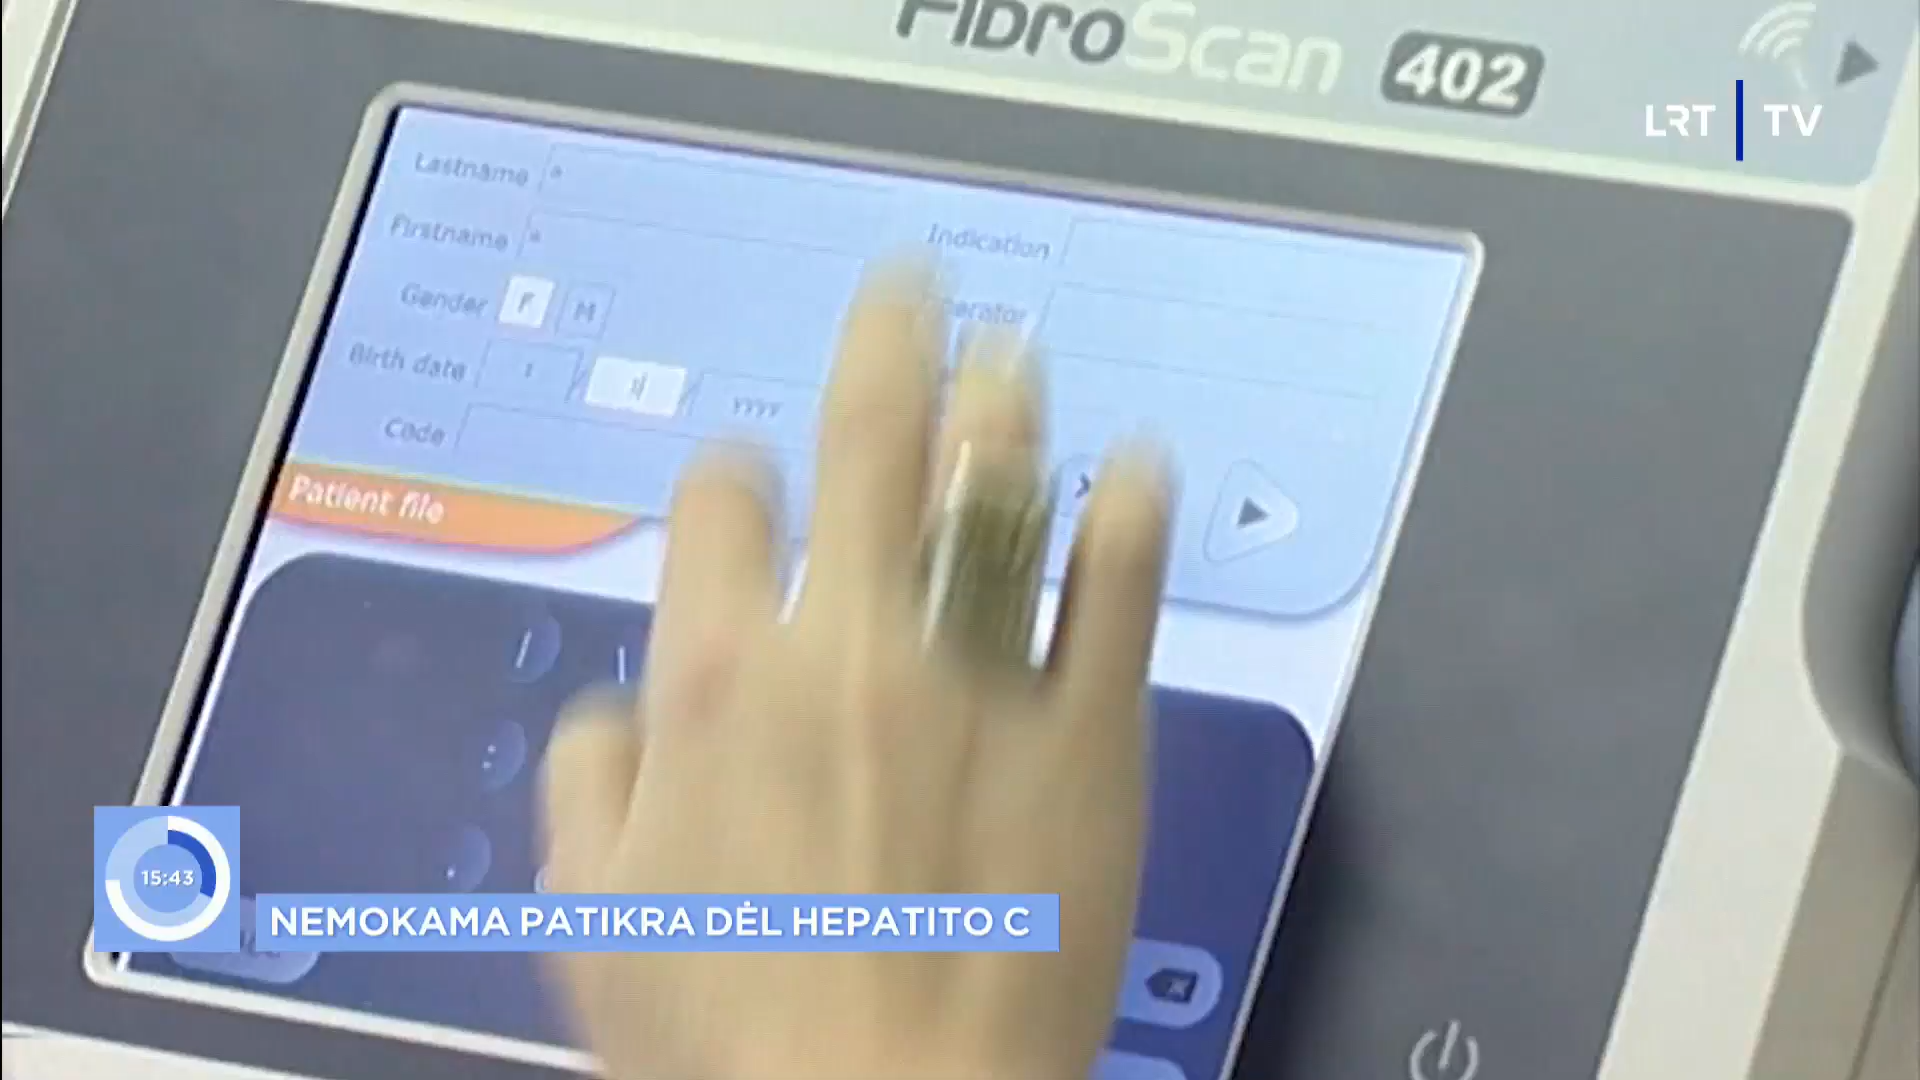 FibroScan 402
LRT TV
Lastname *
Firstname *
Indication
Gender F M
Birth date / / YYYY
Code
Patient file
15:43
NEMOKAMA PATIKRA DĖL HEPATITO C